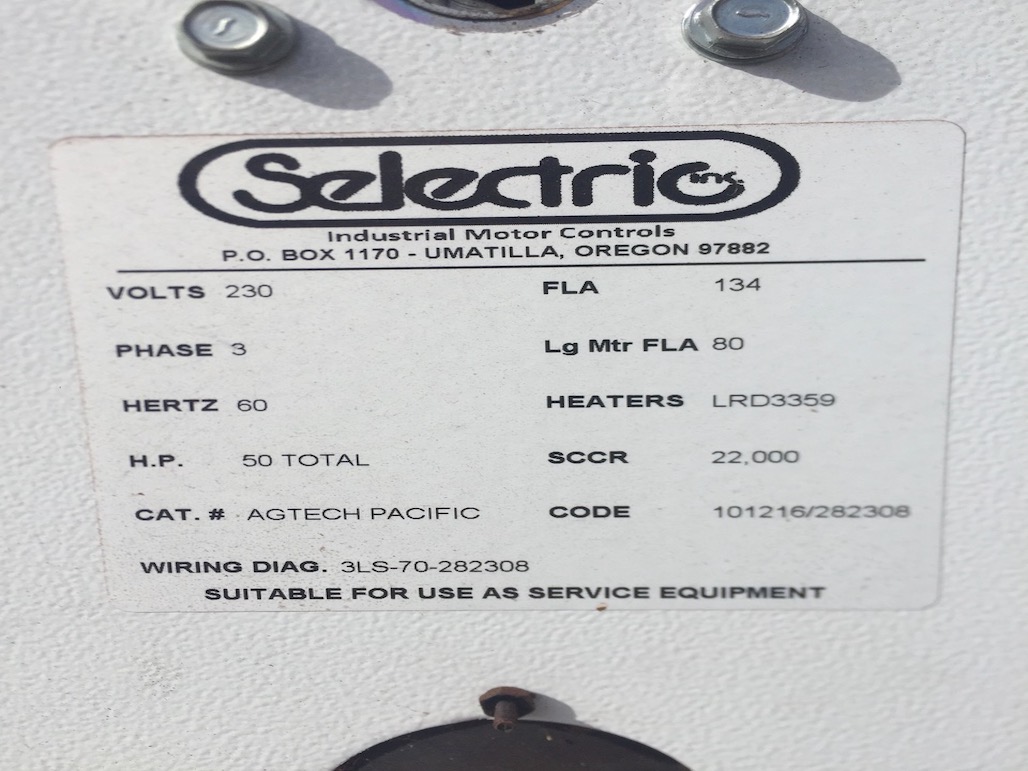 Selectric inc.
Industrial Motor Controls
P.O. BOX 1170 - UMATILLA, OREGON 97882
VOLTS 230 FLA 134
PHASE 3 Lg Mtr FLA 80
HERTZ 60 HEATERS LRD3359
H.P. 50 TOTAL SCCR 22,000
CAT. # AGTECH PACIFIC CODE 101216/282308
WIRING DIAG. 3LS-70-282308
SUITABLE FOR USE AS SERVICE EQUIPMENT